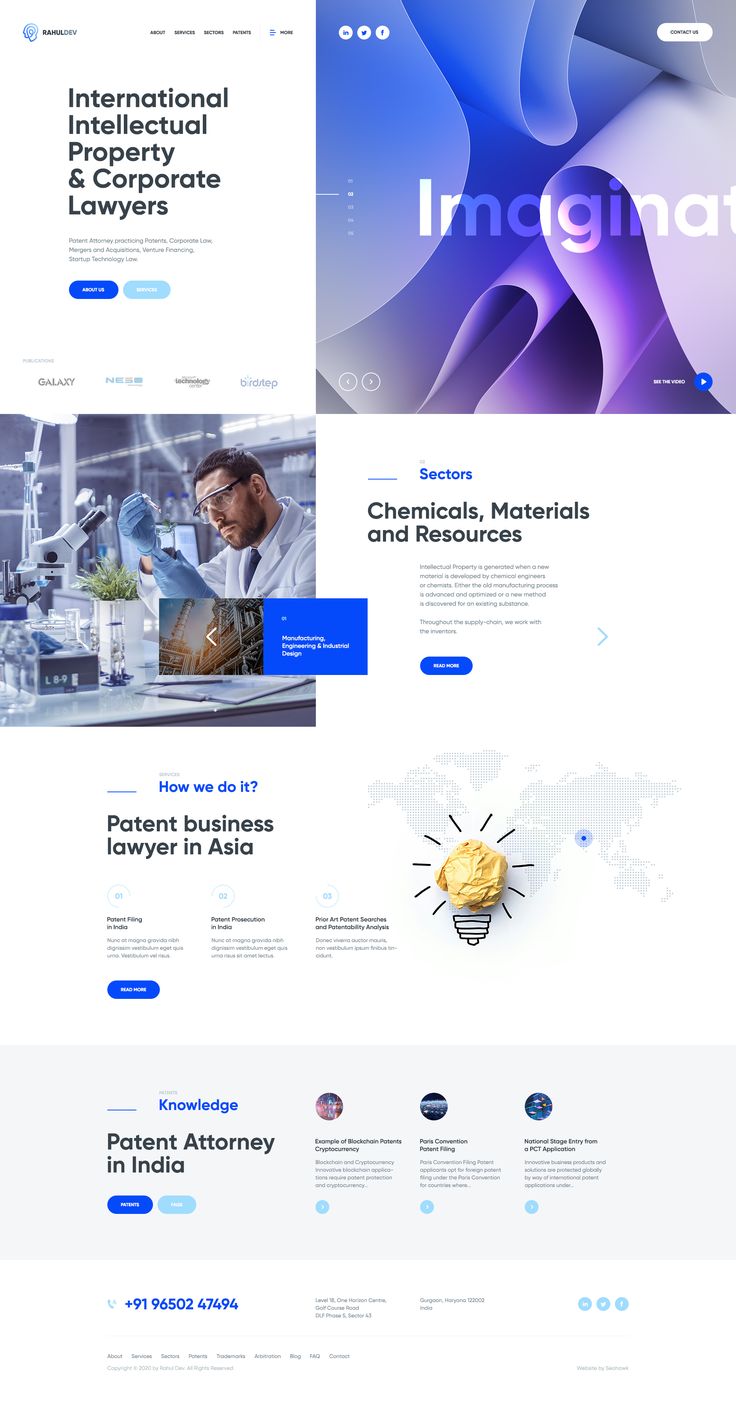 RAHULDEV
ABOUT SERVICES SECTORS PATENTS MORE
CONTACT US
International
Intellectual
Property
& Corporate
Lawyers
Patent Attorney practicing Patents, Corporate Law,
Mergers and Acquisitions, Venture Financing,
Startup Technology Law.
ABOUT US SERVICES
01
02
03
04
05
Imaginat
PUBLICATIONS
GALAXY
NESO
technology
center
birdstep
SEE THE VIDEO
L8-9 E
01
Manufacturing,
Engineering & Industrial
Design
02
Sectors
Chemicals, Materials
and Resources
Intellectual Property is generated when a new
material is developed by chemical engineers
or chemists. Either the old manufacturing process
is advanced and optimized or a new method
is discovered for an existing substance.
Throughout the supply-chain, we work with
the inventors.
READ MORE
SERVICES
How we do it?
Patent business
lawyer in Asia
01
Patent Filing
in India
Nunc at magna gravida nibh
dignissim vestibulum eget quis
urna. Vestibulum vel risus.
02
Patent Prosecution
in India
Nunc at magna gravida nibh
dignissim vestibulum eget quis
urna risus sit amet lectus.
03
Prior Art Patent Searches
and Patentability Analysis
Donec viverra auctor mauris,
non vestibulum ipsum finibus tin-
cidunt.
READ MORE
PATENTS
Knowledge
Patent Attorney
in India
PATENTS FAQS
Example of Blockchain Patents
Cryptocurrency
Blockchain and Cryptocurrency
Innovative blockchain applica-
tions require patent protection
and cryptocurrency...
Paris Convention
Patent Filing
Paris Convention Filing Patent
applicants opt for foreign patent
filing under the Paris Convention
for countries where...
National Stage Entry from
a PCT Application
Innovative business products and
solutions are protected globally
by way of international patent
applications under...
+91 96502 47494
Level 18, One Horizon Centre,
Golf Course Road
DLF Phase 5, Sector 43
Gurgaon, Haryana 122002
India
About Services Sectors Patents Trademarks Arbitration Blog FAQ Contact
Copyright © 2020 by Rahul Dev. All Rights Reserved
Website by Seahawk